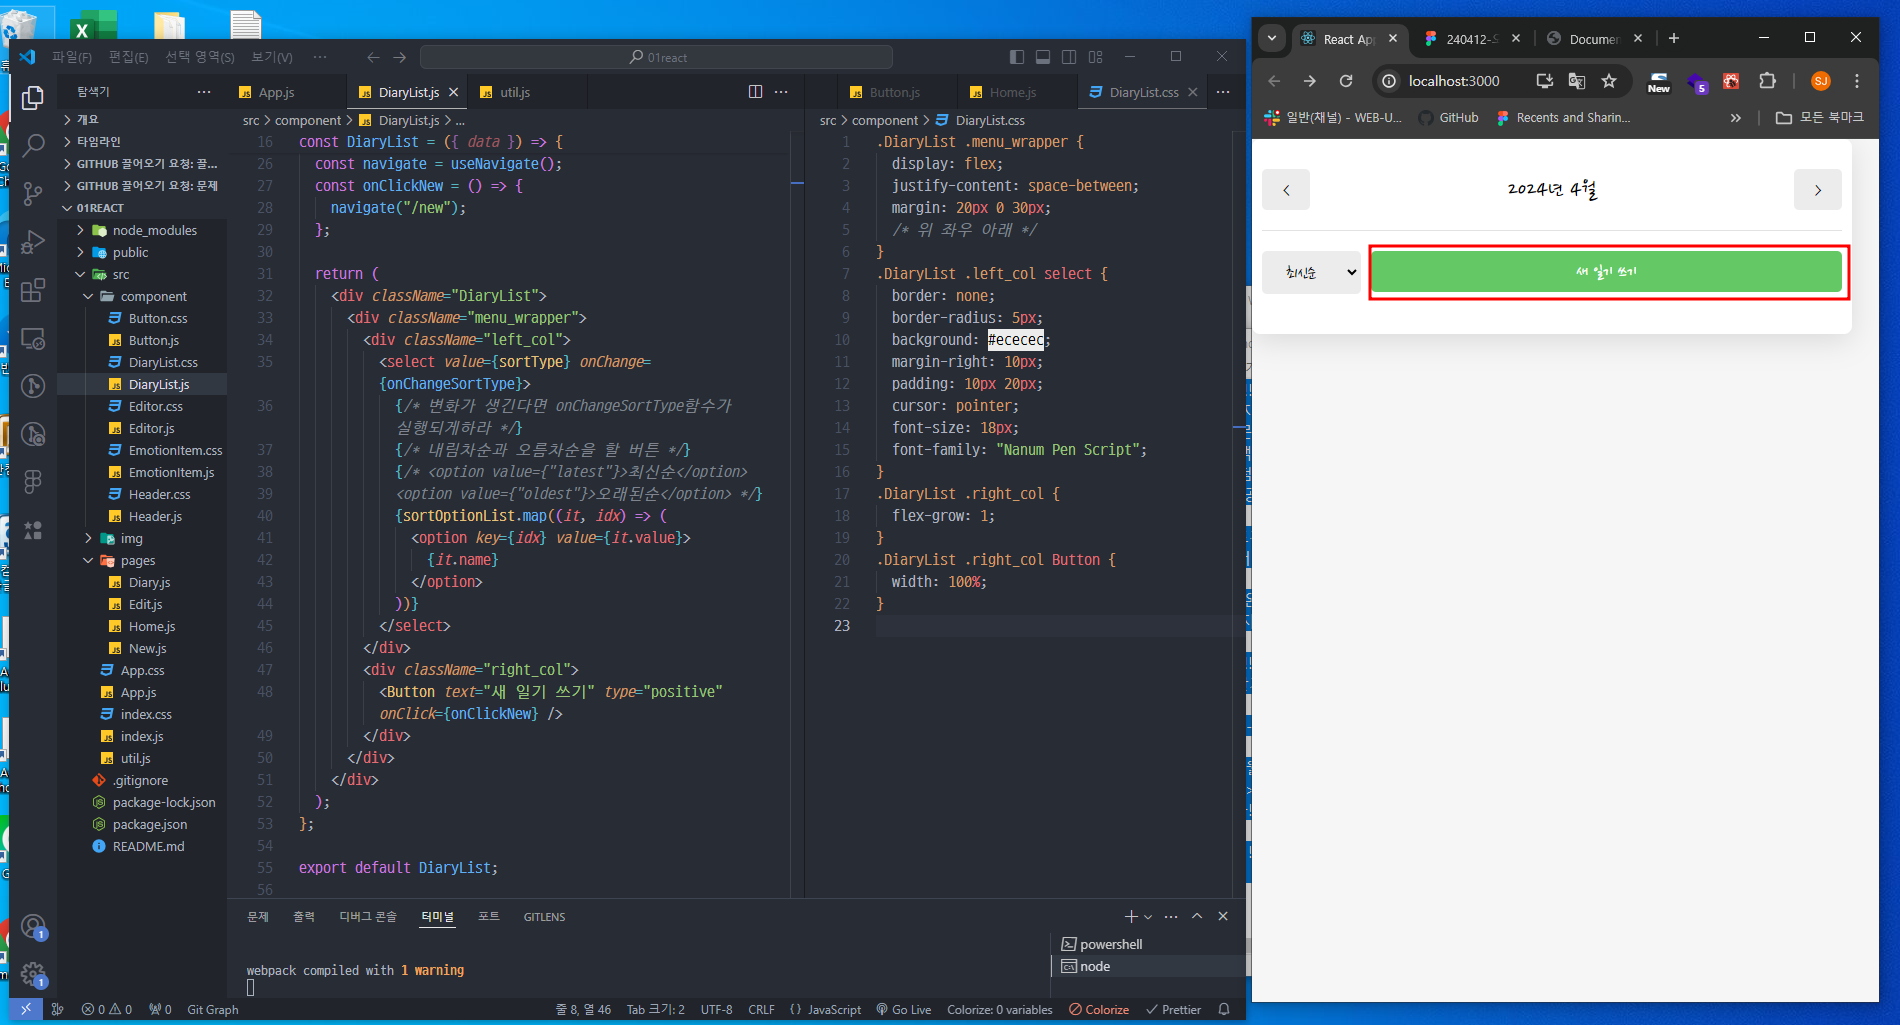 파일(F) 편집(E) 선택 영역(S) 보기(V) ··· 01react
탐색기 ···
개요
타임라인
GITHUB 끌어오기 요청: 끌...
GITHUB 끌어오기 요청: 문제
01REACT
node_modules
public
src
component
Button.css
Button.js
DiaryList.css
DiaryList.js
Editor.css
Editor.js
EmotionItem.css
EmotionItem.js
Header.css
Header.js
img
pages
Diary.js
Edit.js
Home.js
New.js
App.css
App.js
index.css
index.js
util.js
.gitignore
package-lock.json
package.json
README.md
App.js DiaryList.js util.js
src > component > DiaryList.js > ...
16 const DiaryList = ({ data }) => {
26 const navigate = useNavigate();
27 const onClickNew = () => {
28 navigate("/new");
29 };
30
31 return (
32 <div className="DiaryList">
33 <div className="menu_wrapper">
34 <div className="left_col">
35 <select value={sortType} onChange=
{onChangeSortType}>
36 {/* 변화가 생긴다면 onChangeSortType함수가
실행되게하라 */}
37 {/* 내림차순과 오름차순을 할 버튼 */}
38 {/* <option value={"latest"}>최신순</option>
39 <option value={"oldest"}>오래된순</option> */}
40 {sortOptionList.map((it, idx) => (
41 <option key={idx} value={it.value}>
42 {it.name}
43 </option>
44 ))}
45 </select>
46 </div>
47 <div className="right_col">
48 <Button text="새 일기 쓰기" type="positive"
onClick={onClickNew} />
49 </div>
50 </div>
51 </div>
52 );
53 };
54
55 export default DiaryList;
56
Button.js Home.js DiaryList.css ···
src > component > DiaryList.css
1 .DiaryList .menu_wrapper {
2 display: flex;
3 justify-content: space-between;
4 margin: 20px 0 30px;
5 /* 위 좌우 아래 */
6 }
7 .DiaryList .left_col select {
8 border: none;
9 border-radius: 5px;
10 background: #ececec;
11 margin-right: 10px;
12 padding: 10px 20px;
13 cursor: pointer;
14 font-size: 18px;
15 font-family: "Nanum Pen Script";
16 }
17 .DiaryList .right_col {
18 flex-grow: 1;
19 }
20 .DiaryList .right_col Button {
21 width: 100%;
22 }
23
문제 출력 디버그 콘솔 터미널 포트 GITLENS
webpack compiled with 1 warning
powershell
node
0 0 0 Git Graph 줄 8, 열 46 Tab 크기: 2 UTF-8 CRLF {} JavaScript Go Live Colorize: 0 variables Colorize Prettier
React App 240412-S Documen
localhost:3000 New 5 SJ
일반(채널) - WEB-U... GitHub Recents and Sharin... » 모든 북마크
2024년 4월
최신순 새 일기 쓰기